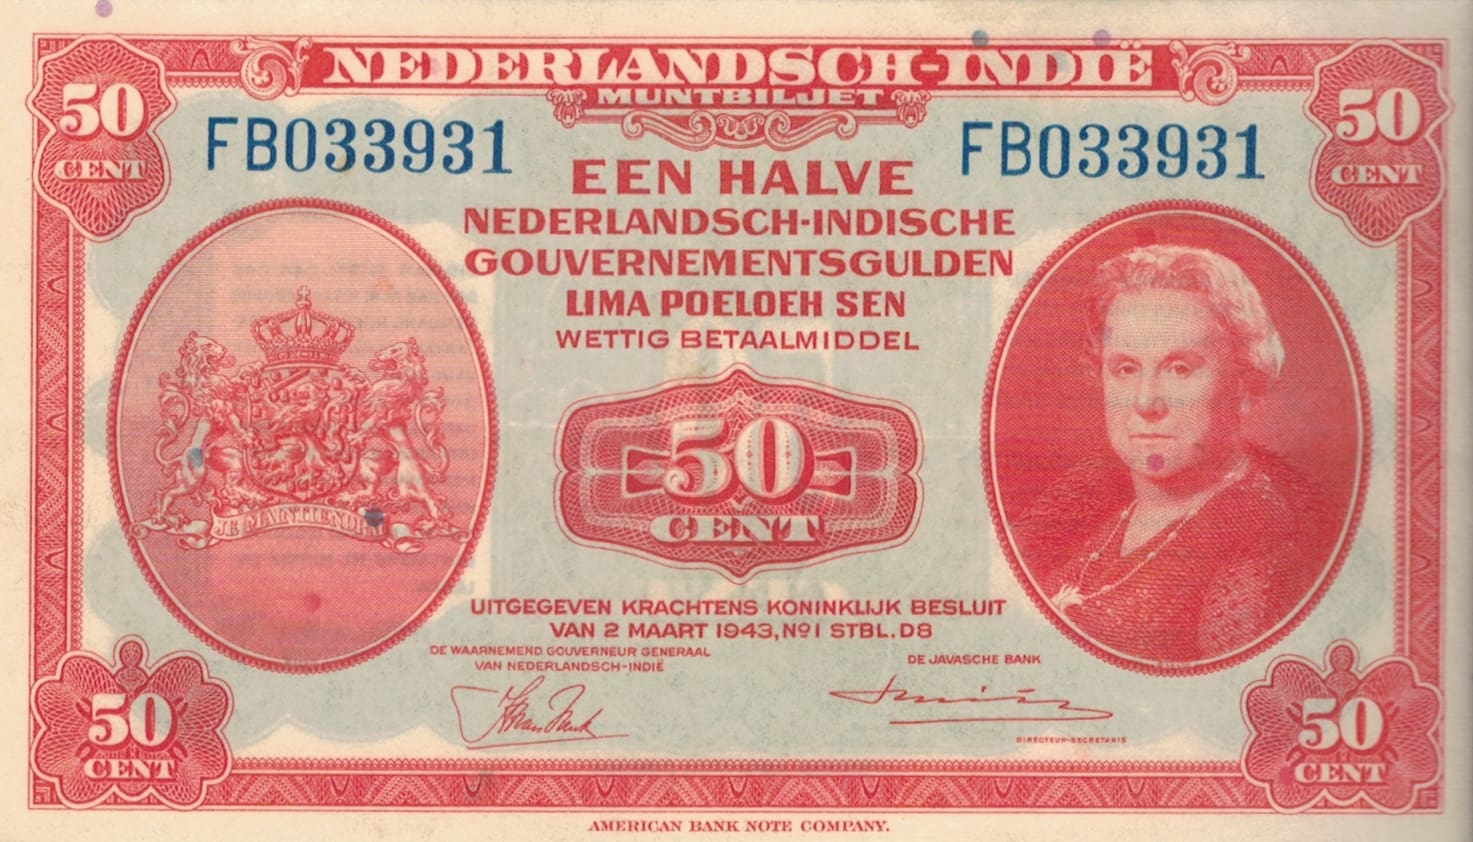 NEDERLANDSCH-INDIË
MUNTBILJET
50
CENT
50
CENT
FB033931
FB033931
EEN HALVE
NEDERLANDSCH-INDISCHE
GOUVERNEMENTSGULDEN
LIMA POELOEH SEN
WETTIG BETAALMIDDEL
JE MAINTIENDRAI
50
CENT
UITGEGEVEN KRACHTENS KONINKLIJK BESLUIT
VAN 2 MAART 1943, Nº1 STBL. D8
DE WAARNEMEND GOUVERNEUR GENERAAL
VAN NEDERLANDSCH-INDIË
DE JAVASCHE BANK
DIRECTEUR-SECRETARIS
50
CENT
50
CENT
AMERICAN BANK NOTE COMPANY.